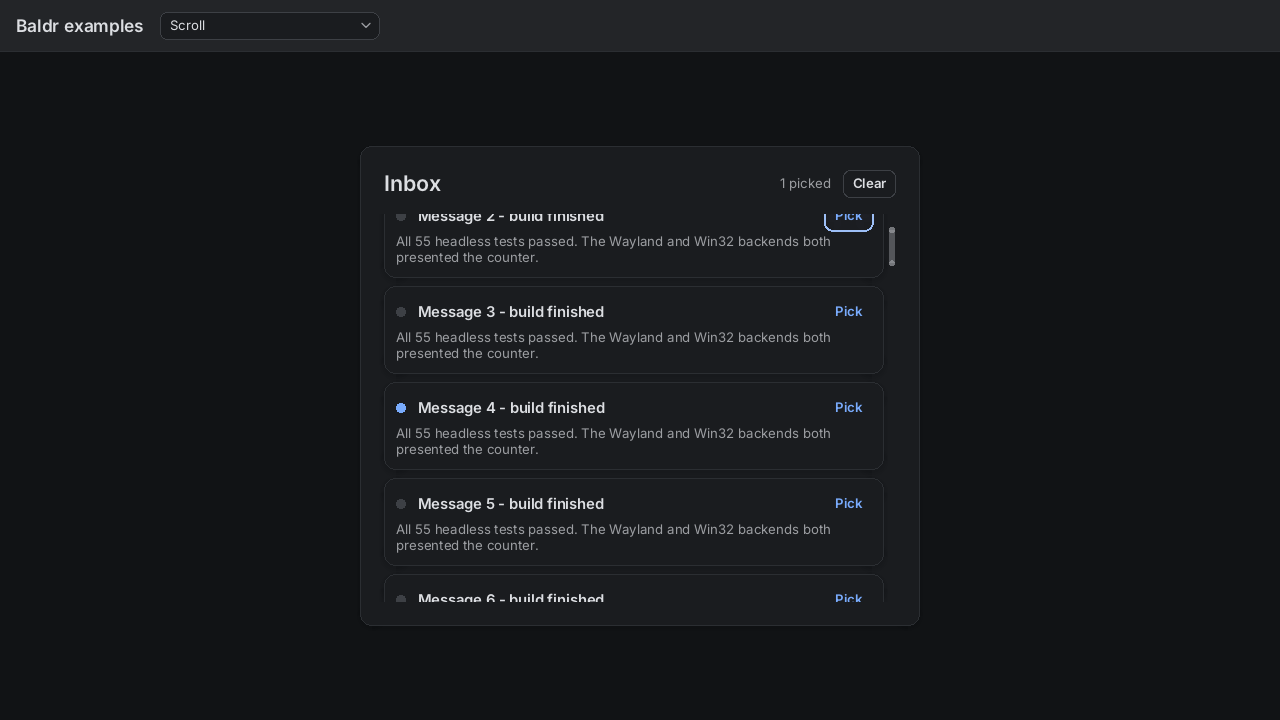 Baldr examples
Scroll
Inbox
1 picked
Clear
Message 2 - build finished
Pick
All 55 headless tests passed. The Wayland and Win32 backends both
presented the counter.
Message 3 - build finished
Pick
All 55 headless tests passed. The Wayland and Win32 backends both
presented the counter.
Message 4 - build finished
Pick
All 55 headless tests passed. The Wayland and Win32 backends both
presented the counter.
Message 5 - build finished
Pick
All 55 headless tests passed. The Wayland and Win32 backends both
presented the counter.
Message 6 - build finished
Pick